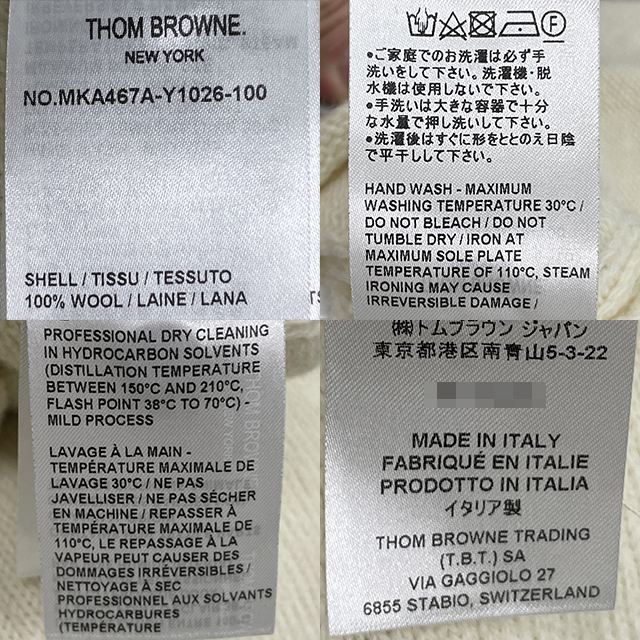 THOM BROWNE.
NEW YORK
NO.MKA467A-Y1026-100
SHELL / TISSU / TESSUTO
100% WOOL / LAINE / LANA
F
●ご家庭でのお洗濯は必ず手
洗いをして下さい。洗濯機・脱
水機は使用しないで下さい。
●手洗いは大きな容器で十分
な水量で押し洗いして下さい。
●洗濯後はすぐに形をととのえ日陰
で平干しして下さい。
HAND WASH - MAXIMUM
WASHING TEMPERATURE 30°C /
DO NOT BLEACH / DO NOT
TUMBLE DRY / IRON AT
MAXIMUM SOLE PLATE
TEMPERATURE OF 110°C, STEAM
IRONING MAY CAUSE
IRREVERSIBLE DAMAGE /
PROFESSIONAL DRY CLEANING
IN HYDROCARBON SOLVENTS
(DISTILLATION TEMPERATURE
BETWEEN 150°C AND 210°C,
FLASH POINT 38°C TO 70°C) -
MILD PROCESS
LAVAGE À LA MAIN -
TEMPÉRATURE MAXIMALE DE
LAVAGE 30°C / NE PAS
JAVELLISER / NE PAS SÉCHER
EN MACHINE / REPASSER À
TEMPÉRATURE MAXIMALE DE
110°C, LE REPASSAGE À LA
VAPEUR PEUT CAUSER DES
DOMMAGES IRRÉVERSIBLES /
NETTOYAGE À SEC
PROFESSIONNEL AUX SOLVANTS
HYDROCARBURES
(TEMPÉRATURE
(株)トムブラウン ジャパン
東京都港区南青山5-3-22
MADE IN ITALY
FABRIQUÉ EN ITALIE
PRODOTTO IN ITALIA
イタリア製
THOM BROWNE TRADING
(T.B.T.) SA
VIA GAGGIOLO 27
6855 STABIO, SWITZERLAND